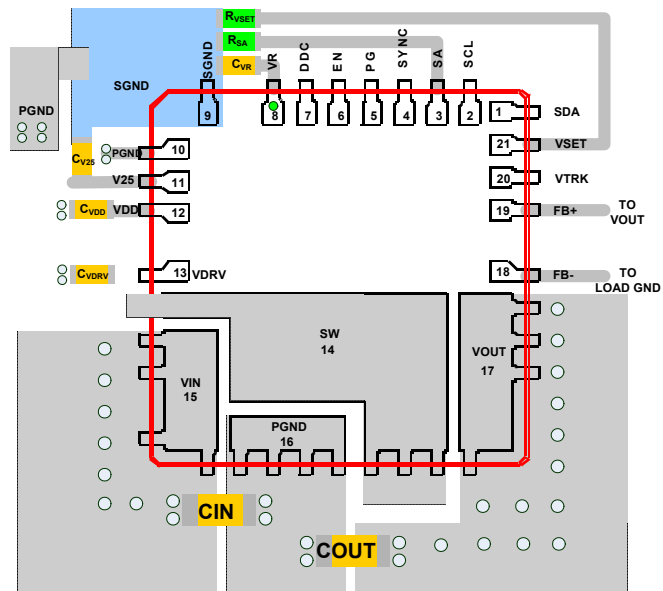 RVSET
RSA
CVR
SGND
SGND
VR
DDC
EN
PG
SYNC
SA
SCL
PGND
9
8
7
6
5
4
3
2
1
SDA
21
VSET
20
VTRK
19
FB+
TO
VOUT
18
FB-
TO
LOAD GND
CV25
PGND
10
V25
11
CVDD
VDD
12
CVDRV
13
VDRV
SW
14
VOUT
17
VIN
15
PGND
16
CIN
COUT